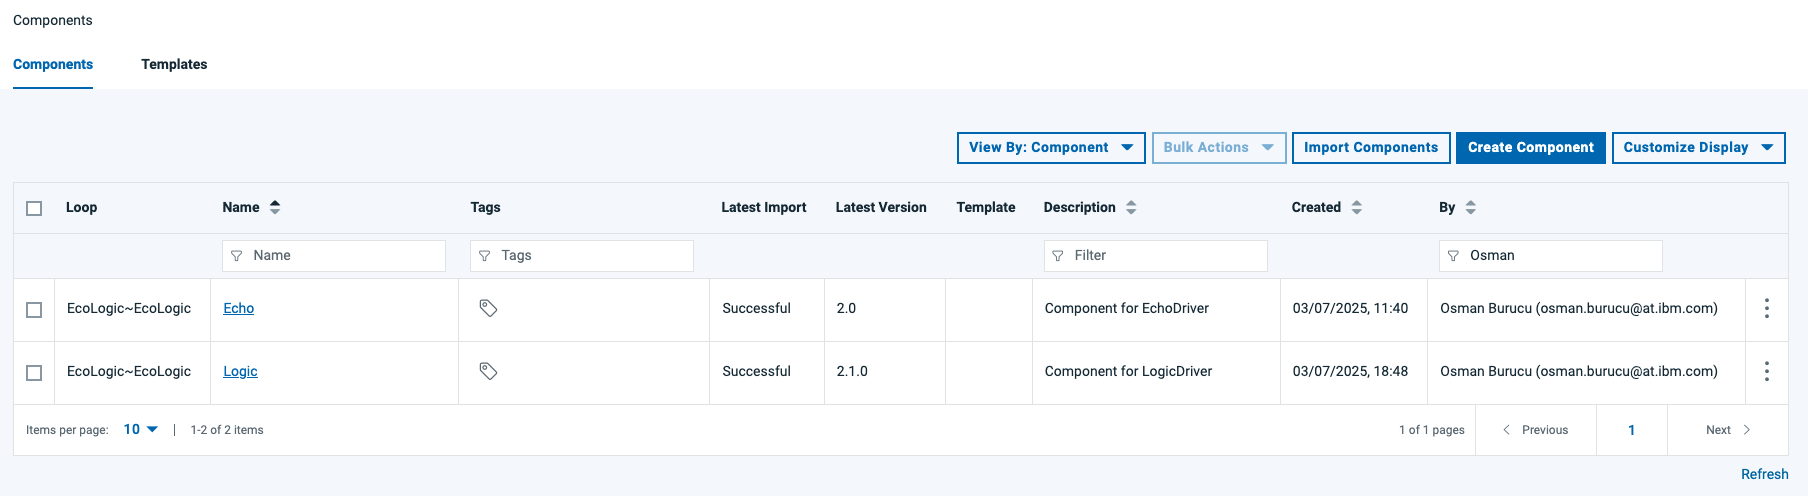 Components
Components Templates
View By: Component Bulk Actions Import Components Create Component Customize Display
Loop Name Tags Latest Import Latest Version Template Description Created By
Name Tags Filter Osman
EcoLogic~EcoLogic Echo Successful 2.0 Component for EchoDriver 03/07/2025, 11:40 Osman Burucu (osman.burucu@at.ibm.com)
EcoLogic~EcoLogic Logic Successful 2.1.0 Component for LogicDriver 03/07/2025, 18:48 Osman Burucu (osman.burucu@at.ibm.com)
Items per page: 10 | 1-2 of 2 items 1 of 1 pages Previous 1 Next
Refresh